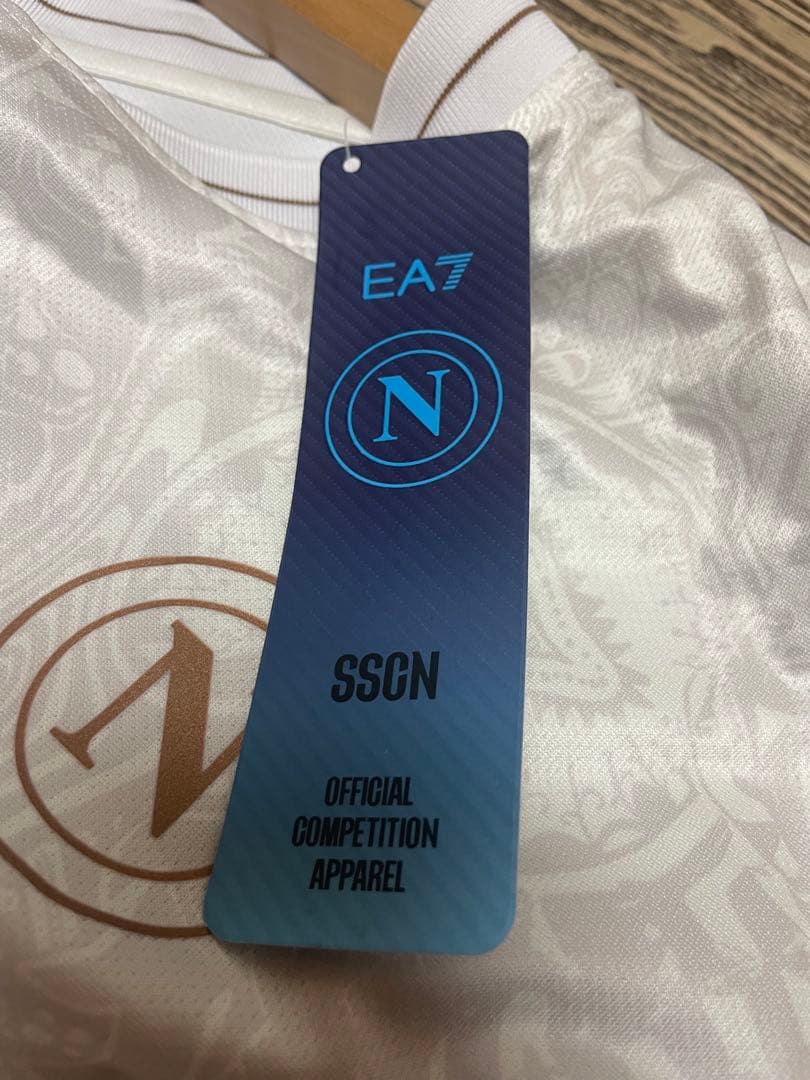 EA7
N
SSCN
OFFICIAL
COMPETITION
APPAREL
N